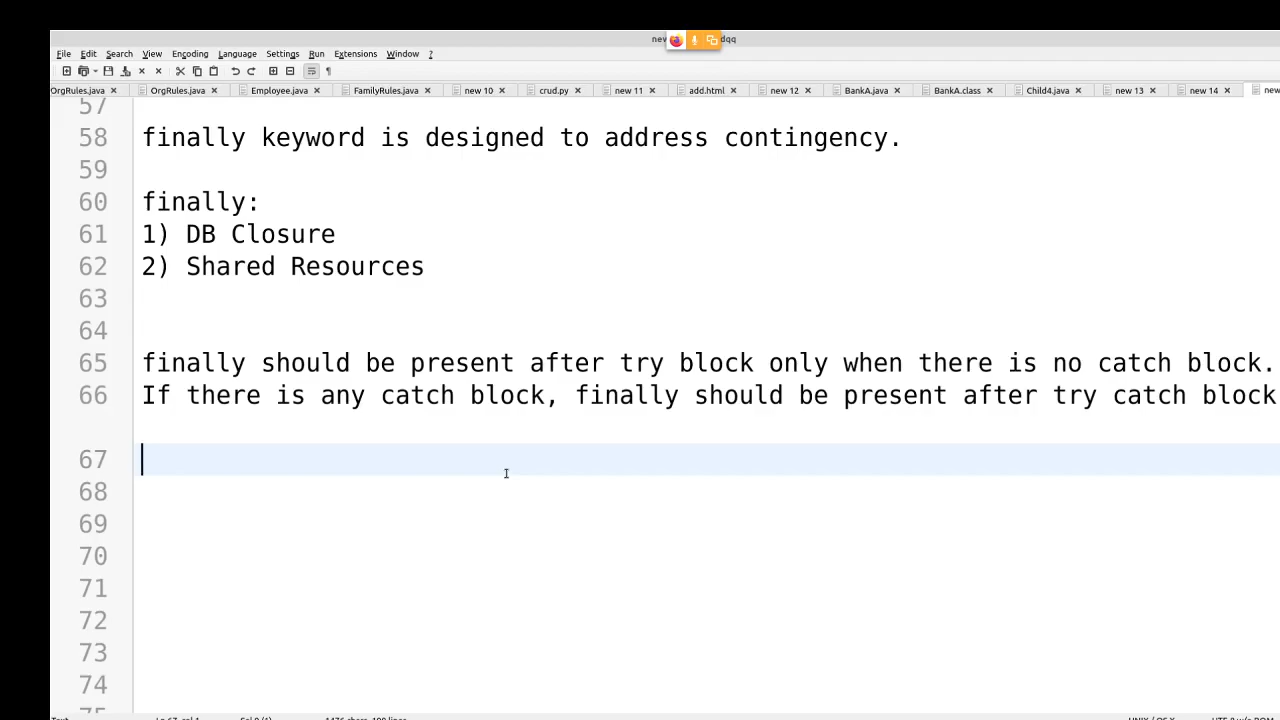 new dqq
File Edit Search View Encoding Language Settings Run Extensions Window ?
OrgRules.java OrgRules.java Employee.java FamilyRules.java new 10 crud.py new 11 add.html new 12 BankA.java BankA.class Child4.java new 13 new 14 new
57
58 finally keyword is designed to address contingency.
59
60 finally:
61 1) DB Closure
62 2) Shared Resources
63
64
65 finally should be present after try block only when there is no catch block.
66 If there is any catch block, finally should be present after try catch block
67
68
69
70
71
72
73
74
75